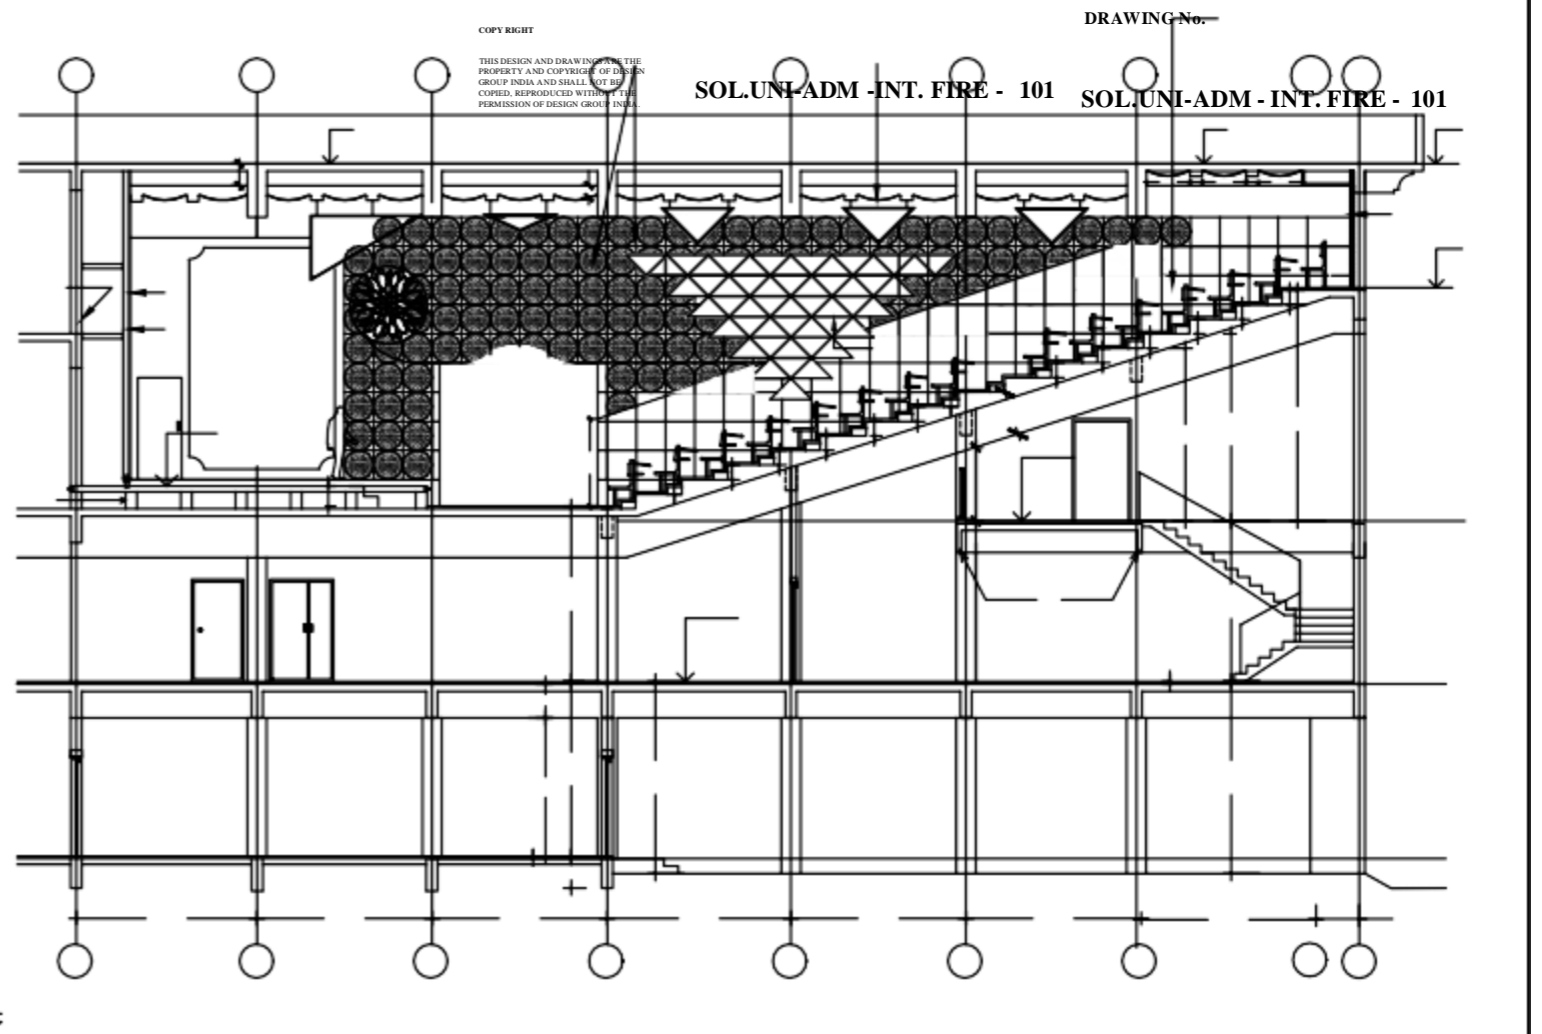 DRAWING No.
COPY RIGHT
THIS DESIGN AND DRAWINGS ARE THE
PROPERTY AND COPYRIGHT OF DESIGN
GROUP INDIA AND SHALL NOT BE
COPIED, REPRODUCED WITHOUT THE
PERMISSION OF DESIGN GROUP INDIA.
SOL.UNI-ADM -INT. FIRE - 101
SOL.UNI-ADM - INT. FIRE - 101